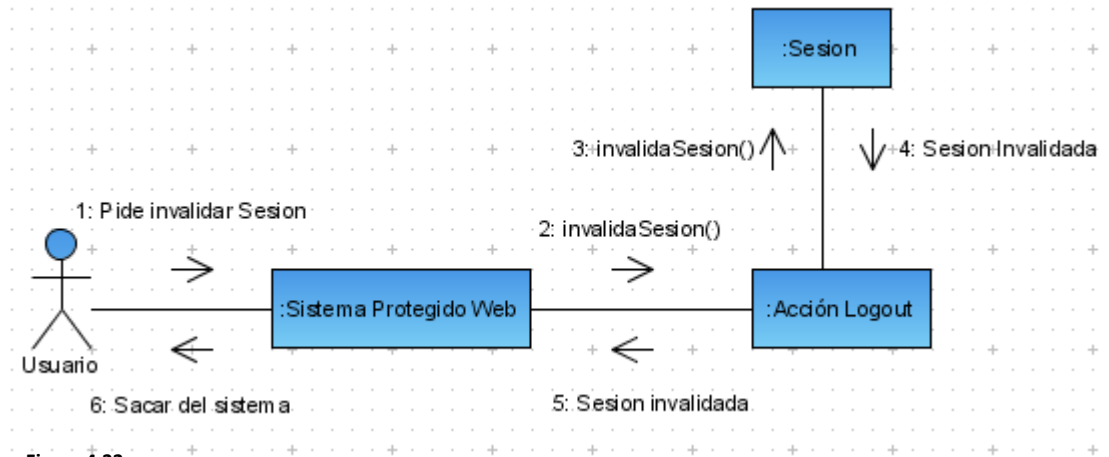 :Sesion
3: invalidaSesion()
4: Sesion Invalidada
1: Pide invalidar Sesion
2: invalidaSesion()
:Sistema Protegido Web
:Acción Logout
Usuario
6: Sacar del sistema
5: Sesion invalidada